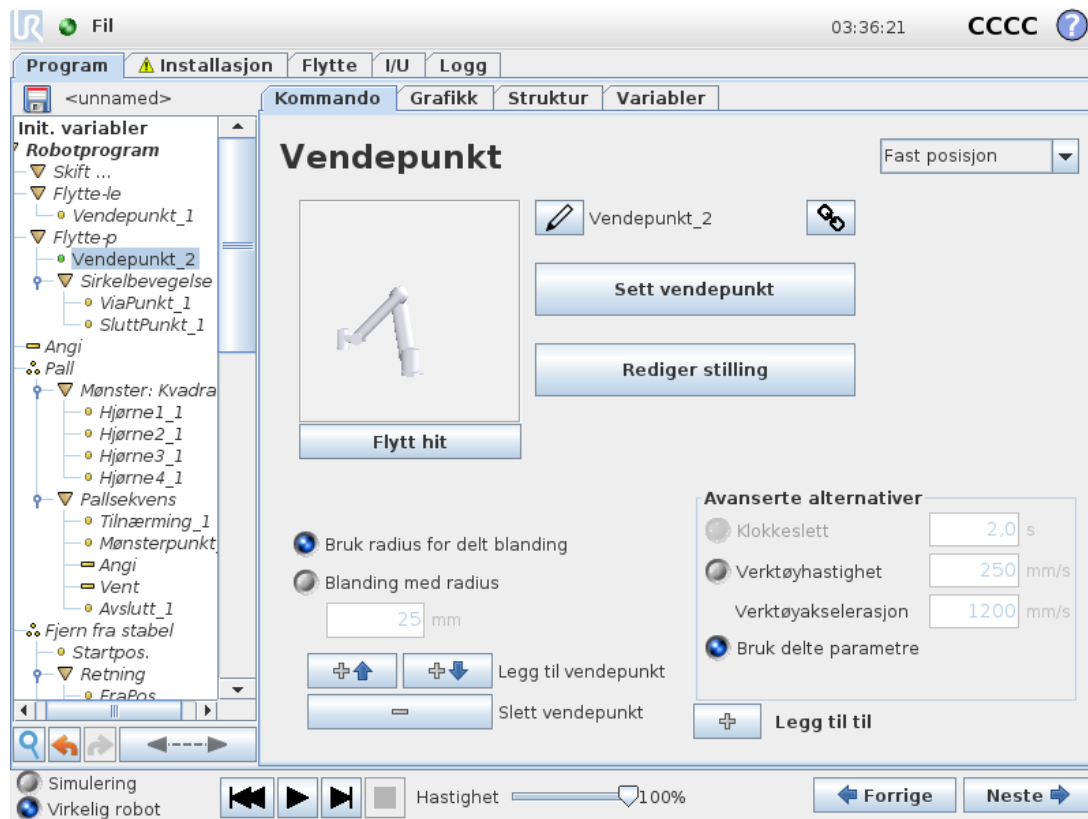 UR Fil 03:36:21 CCCC ?
Program Installasjon Flytte I/U Logg
<unnamed>
Kommando Grafikk Struktur Variabler
Init. variabler
Robotprogram
Skift ...
Flytte-le
Vendepunkt_1
Flytte-p
Vendepunkt_2
Sirkelbevegelse
ViaPunkt_1
SluttPunkt_1
Angi
Pall
Mønster: Kvadra
Hjørne1_1
Hjørne2_1
Hjørne3_1
Hjørne4_1
Pallsekvens
Tilnærming_1
Mønsterpunkt_
Angi
Vent
Avslutt_1
Fjern fra stabel
Startpos.
Retning
FraPos
Vendepunkt
Fast posisjon
Vendepunkt_2
Sett vendepunkt
Rediger stilling
Flytt hit
Bruk radius for delt blanding
Blanding med radius
25 mm
Legg til vendepunkt
Slett vendepunkt
Avanserte alternativer
Klokkeslett 2,0 s
Verktøyhastighet 250 mm/s
Verktøyakselerasjon 1200 mm/s
Bruk delte parametre
Legg til til
Simulering
Virkelig robot
Hastighet 100%
Forrige Neste